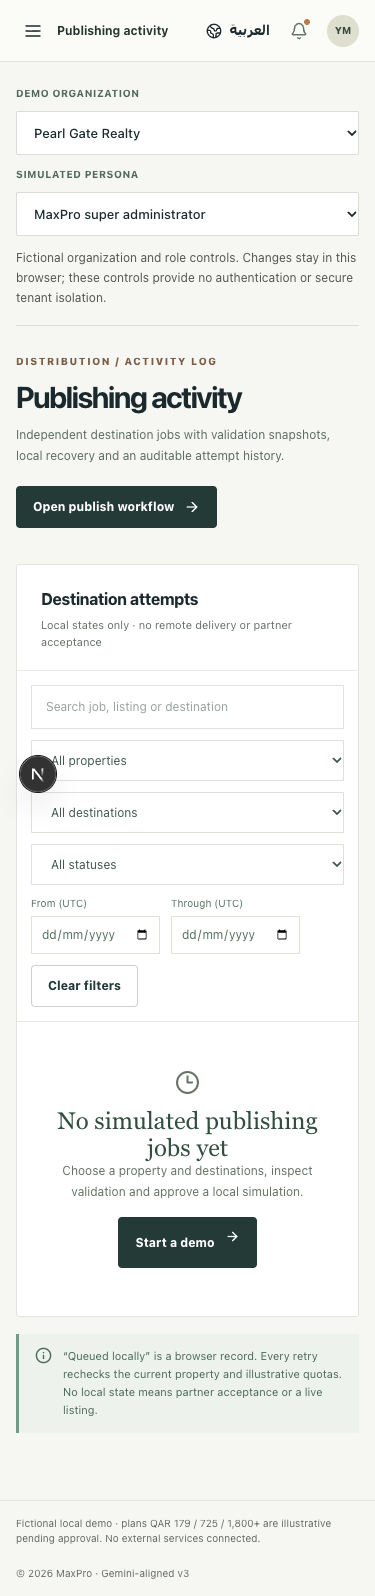 Publishing activity
العربية
YM
DEMO ORGANIZATION
Pearl Gate Realty
SIMULATED PERSONA
MaxPro super administrator
Fictional organization and role controls. Changes stay in this
browser; these controls provide no authentication or secure
tenant isolation.
DISTRIBUTION / ACTIVITY LOG
Publishing activity
Independent destination jobs with validation snapshots,
local recovery and an auditable attempt history.
Open publish workflow
Destination attempts
Local states only · no remote delivery or partner
acceptance
Search job, listing or destination
All properties
N
All destinations
All statuses
From (UTC)
Through (UTC)
dd/mm/yyyy
dd/mm/yyyy
Clear filters
No simulated publishing
jobs yet
Choose a property and destinations, inspect
validation and approve a local simulation.
Start a demo
“Queued locally” is a browser record. Every retry
rechecks the current property and illustrative quotas.
No local state means partner acceptance or a live
listing.
Fictional local demo · plans QAR 179 / 725 / 1,800+ are illustrative
pending approval. No external services connected.
© 2026 MaxPro · Gemini-aligned v3